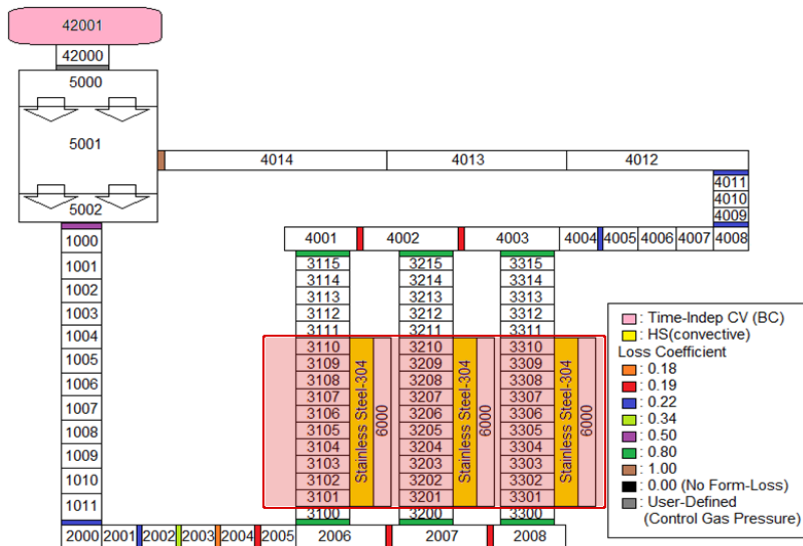 42001
42000
5000
5001
5002
4014 4013 4012
4011
4010
4009
4001 4002 4003 4004 4005 4006 4007 4008
1000
1001
1002
1003
1004
1005
1006
1007
1008
1009
1010
1011
3115 3215 3315
3114 3214 3314
3113 3213 3313
3112 3212 3312
3111 3211 3311
3110 3210 3310
3109 3209 3309
3108 3208 3308
3107 3207 3307
3106 3206 3306
3105 3205 3305
3104 3204 3304
3103 3203 3303
3102 3202 3302
3101 3201 3301
3100 3200 3300
Stainless Steel-304
6000
Stainless Steel-304
6000
Stainless Steel-304
6000
2000 2001 2002 2003 2004 2005 2006 2007 2008
: Time-Indep CV (BC)
: HS(convective)
Loss Coefficient
: 0.18
: 0.19
: 0.22
: 0.34
: 0.50
: 0.80
: 1.00
: 0.00 (No Form-Loss)
: User-Defined
(Control Gas Pressure)